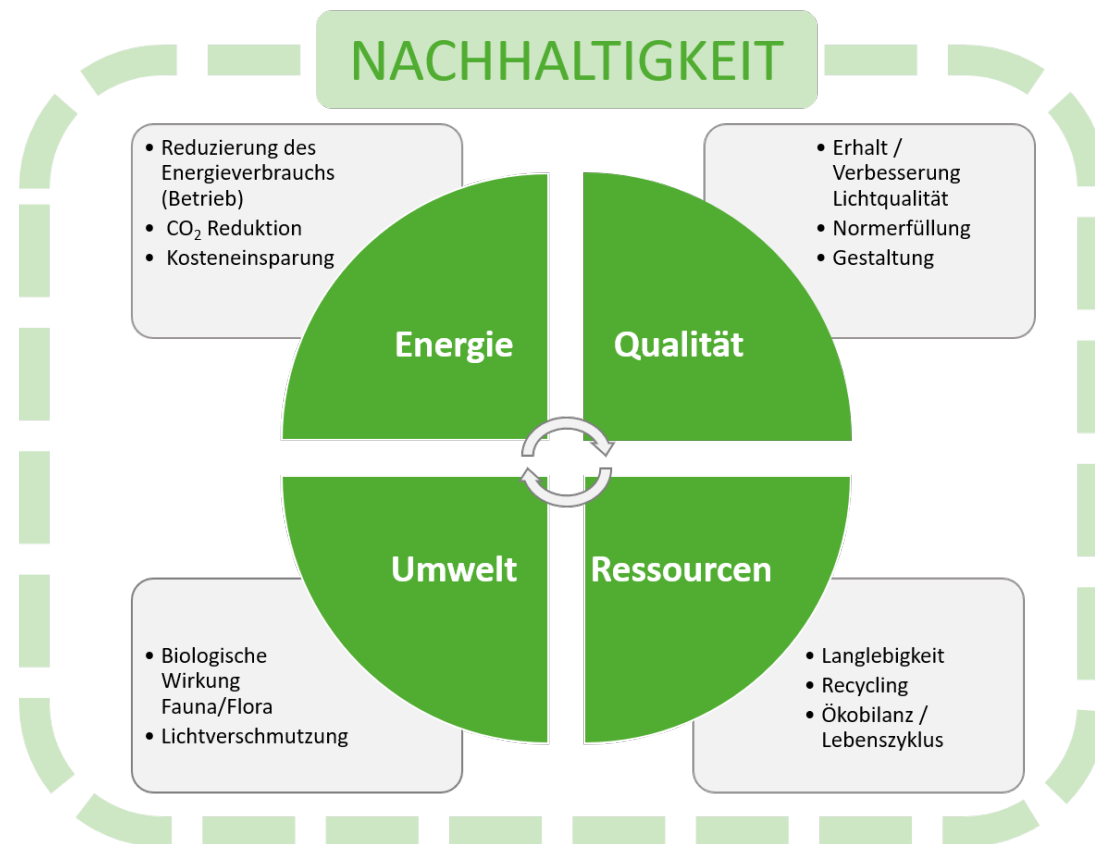 NACHHALTIGKEIT
• Reduzierung des
Energieverbrauchs
(Betrieb)
• CO₂ Reduktion
• Kosteneinsparung
• Erhalt /
Verbesserung
Lichtqualität
• Normerfüllung
• Gestaltung
Energie
Qualität
Umwelt
Ressourcen
• Biologische
Wirkung
Fauna/Flora
• Lichtverschmutzung
• Langlebigkeit
• Recycling
• Ökobilanz /
Lebenszyklus